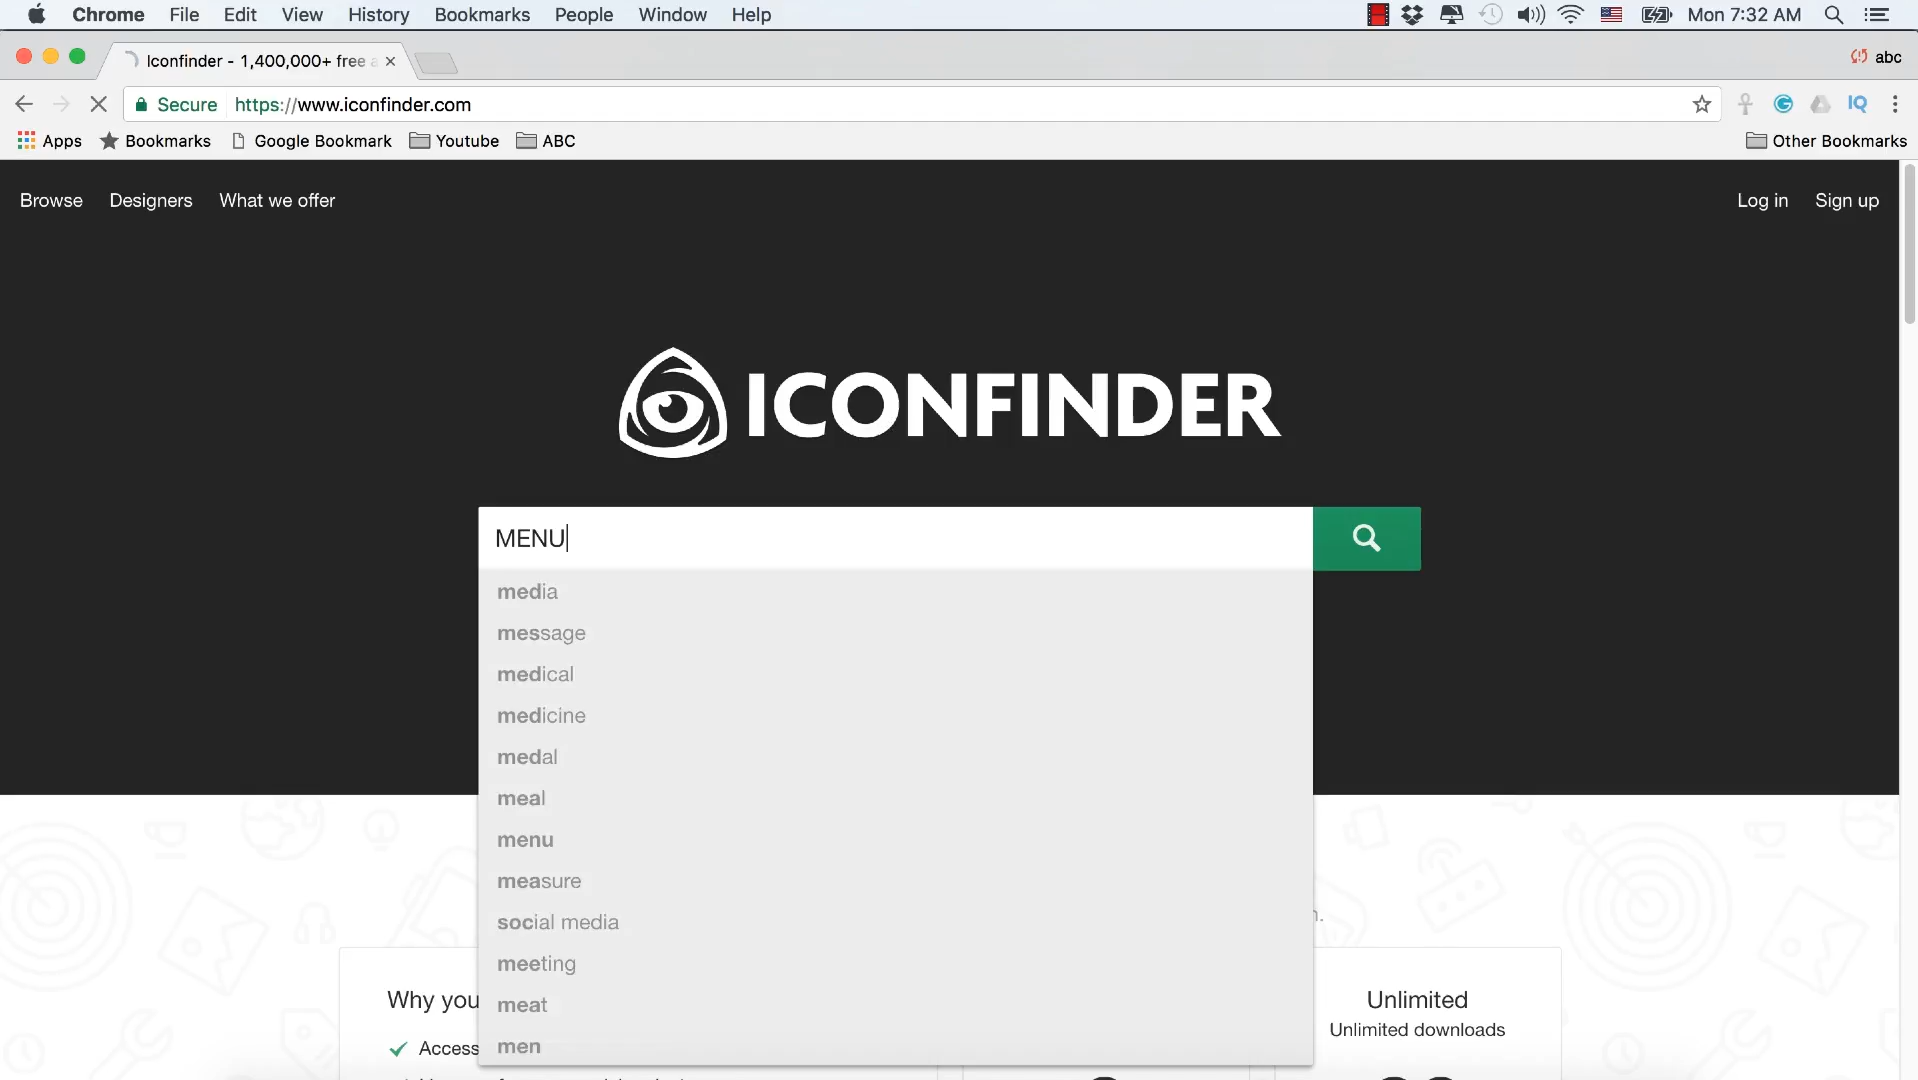 Chrome File Edit View History Bookmarks People Window Help Mon 7:32 AM
Iconfinder - 1,400,000+ free a abc
Secure https://www.iconfinder.com IQ
Apps Bookmarks Google Bookmark Youtube ABC Other Bookmarks
Browse Designers What we offer Log in Sign up
ICONFINDER
MENU
media
message
medical
medicine
medal
meal
menu
measure
social media
meeting
meat
men
Why you
Access
Unlimited
Unlimited downloads